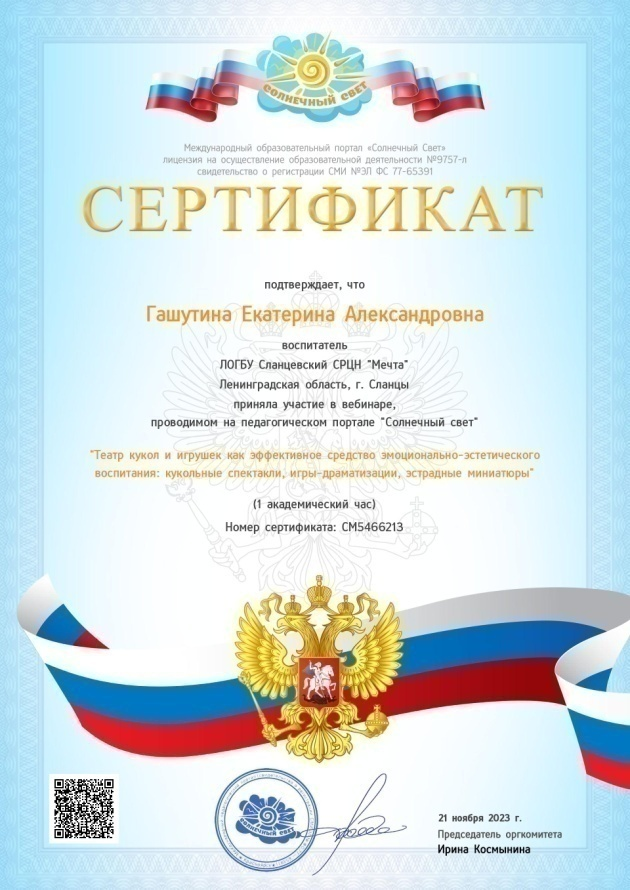 СОЛНЕЧНЫЙ СВЕТ
Международный образовательный портал «Солнечный Свет»
лицензия на осуществление образовательной деятельности №9757-л
свидетельство о регистрации СМИ №ЭЛ ФС 77-65391
СЕРТИФИКАТ
подтверждает, что
Гашутина Екатерина Александровна
воспитатель
ЛОГБУ Сланцевский СРЦН "Мечта"
Ленинградская область, г. Сланцы
приняла участие в вебинаре,
проводимом на педагогическом портале "Солнечный свет"
"Театр кукол и игрушек как эффективное средство эмоционально-эстетического
воспитания: кукольные спектакли, игры-драматизации, эстрадные миниатюры"
(1 академический час)
Номер сертификата: СМ5466213
СОЛНЕЧНЫЙ СВЕТ
21 ноября 2023 г.
Председатель оргкомитета
Ирина Космынина